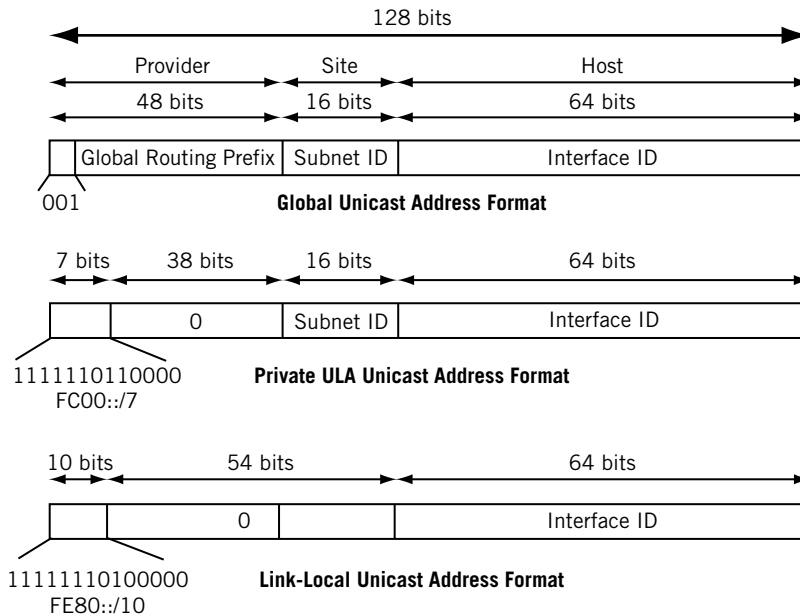 128 bits
Provider Site Host
48 bits 16 bits 64 bits
Global Routing Prefix Subnet ID Interface ID
001 Global Unicast Address Format
7 bits 38 bits 16 bits 64 bits
0 Subnet ID Interface ID
1111110110000 Private ULA Unicast Address Format
FC00::/7
10 bits 54 bits 64 bits
0 Interface ID
11111110100000 Link-Local Unicast Address Format
FE80::/10